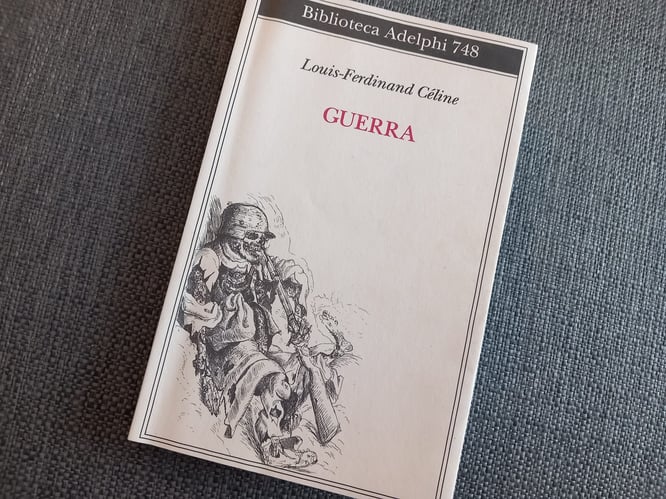 Biblioteca Adelphi 748
Louis-Ferdinand Céline
GUERRA